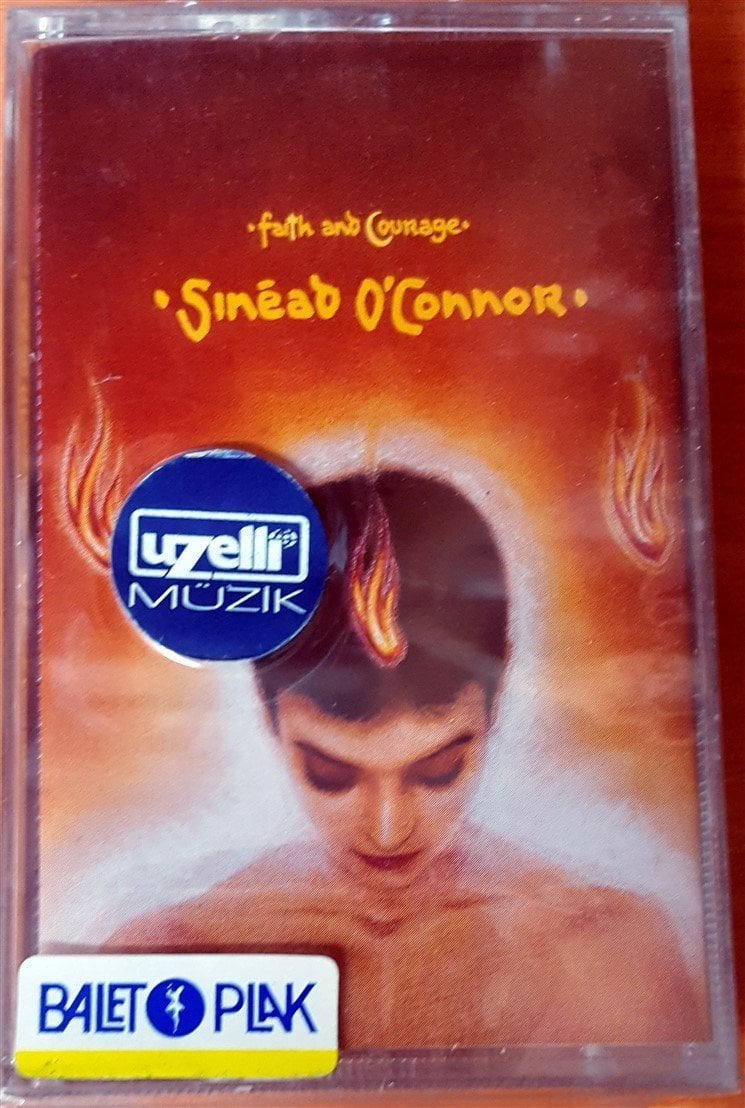 ·faith and Courage·
·Sinéad O'Connor·
uzelli
MÜZİK
BALET PLAK